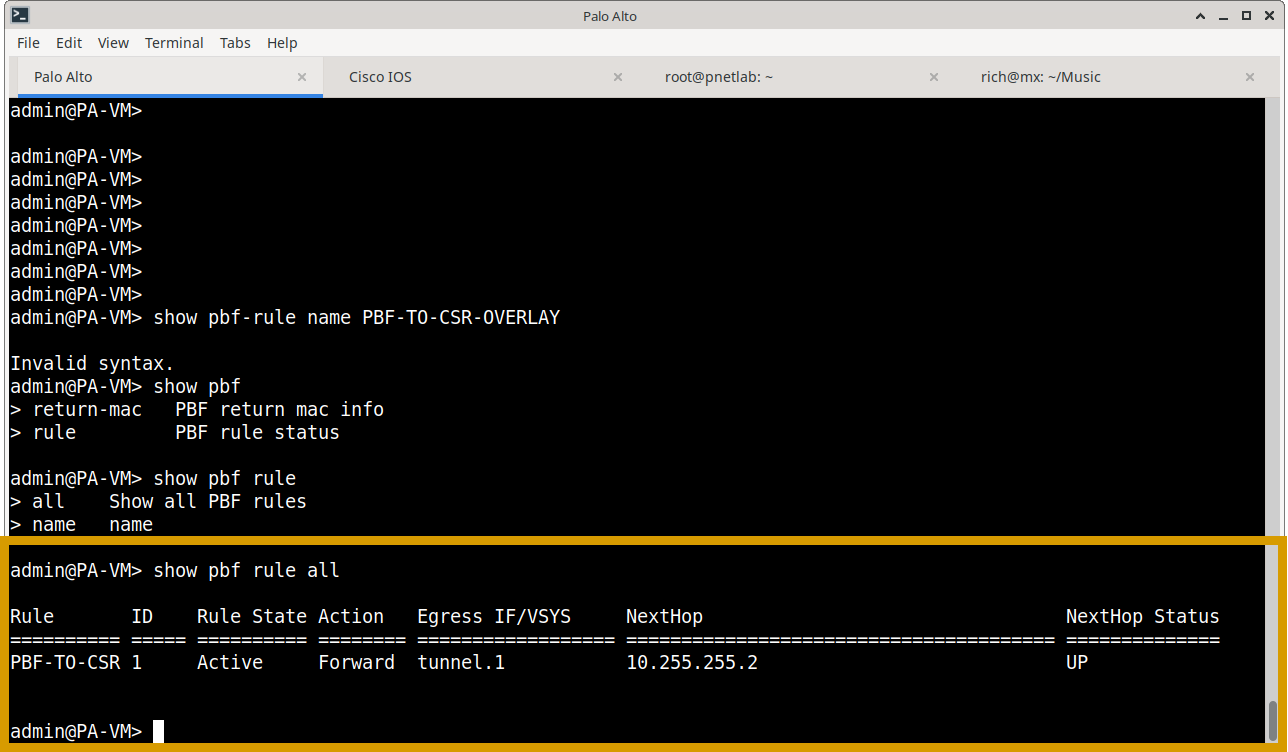 Palo Alto
File Edit View Terminal Tabs Help
Palo Alto Cisco IOS root@pnetlab: ~ rich@mx: ~/Music
admin@PA-VM>
admin@PA-VM>
admin@PA-VM>
admin@PA-VM>
admin@PA-VM>
admin@PA-VM>
admin@PA-VM>
admin@PA-VM>
admin@PA-VM> show pbf-rule name PBF-TO-CSR-OVERLAY
Invalid syntax.
admin@PA-VM> show pbf
> return-mac   PBF return mac info
> rule         PBF rule status
admin@PA-VM> show pbf rule
> all    Show all PBF rules
> name   name
admin@PA-VM> show pbf rule all
Rule       ID    Rule State Action   Egress IF/VSYS     NextHop                                 NextHop Status
========== ===== ========== ======== ================== ======================================= ==============
PBF-TO-CSR 1     Active     Forward  tunnel.1           10.255.255.2                            UP
admin@PA-VM>